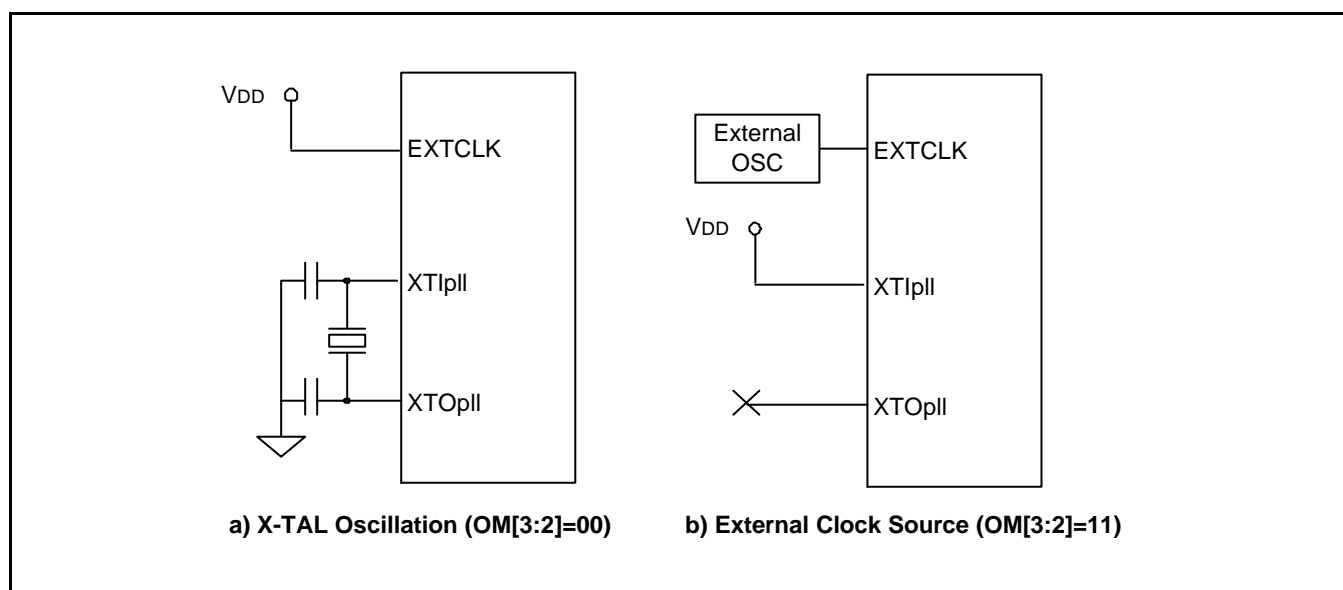 VDD
EXTCLK
XTIpll
XTOpll
a) X-TAL Oscillation (OM[3:2]=00)
External
OSC
EXTCLK
VDD
XTIpll
XTOpll
b) External Clock Source (OM[3:2]=11)